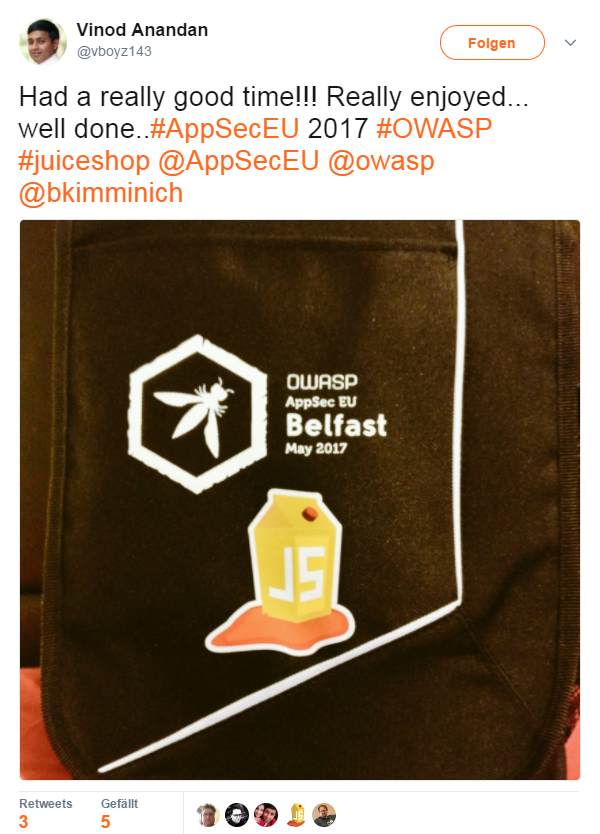 Vinod Anandan
@vboyz143
Folgen
Had a really good time!!! Really enjoyed...
well done..#AppSecEU 2017 #OWASP
#juiceshop @AppSecEU @owasp
@bkimminich
OWASP
AppSec EU
Belfast
May 2017
JS
Retweets
3
Gefällt
5